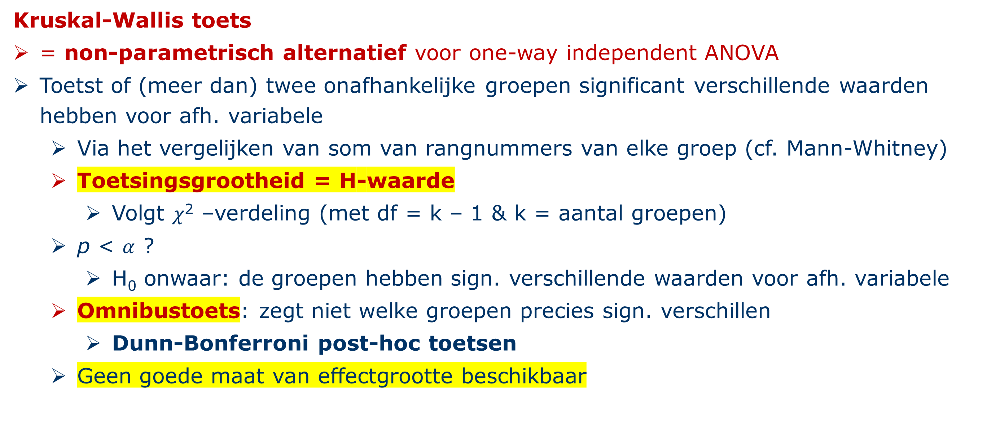 Kruskal-Wallis toets
➢ = non-parametrisch alternatief voor one-way independent ANOVA
➢ Toetst of (meer dan) twee onafhankelijke groepen significant verschillende waarden
hebben voor afh. variabele
➢ Via het vergelijken van som van rangnummers van elke groep (cf. Mann-Whitney)
➢ Toetsingsgrootheid = H-waarde
➢ Volgt χ² –verdeling (met df = k – 1 & k = aantal groepen)
➢ p < α ?
➢ H₀ onwaar: de groepen hebben sign. verschillende waarden voor afh. variabele
➢ Omnibustoets: zegt niet welke groepen precies sign. verschillen
➢ Dunn-Bonferroni post-hoc toetsen
➢ Geen goede maat van effectgrootte beschikbaar